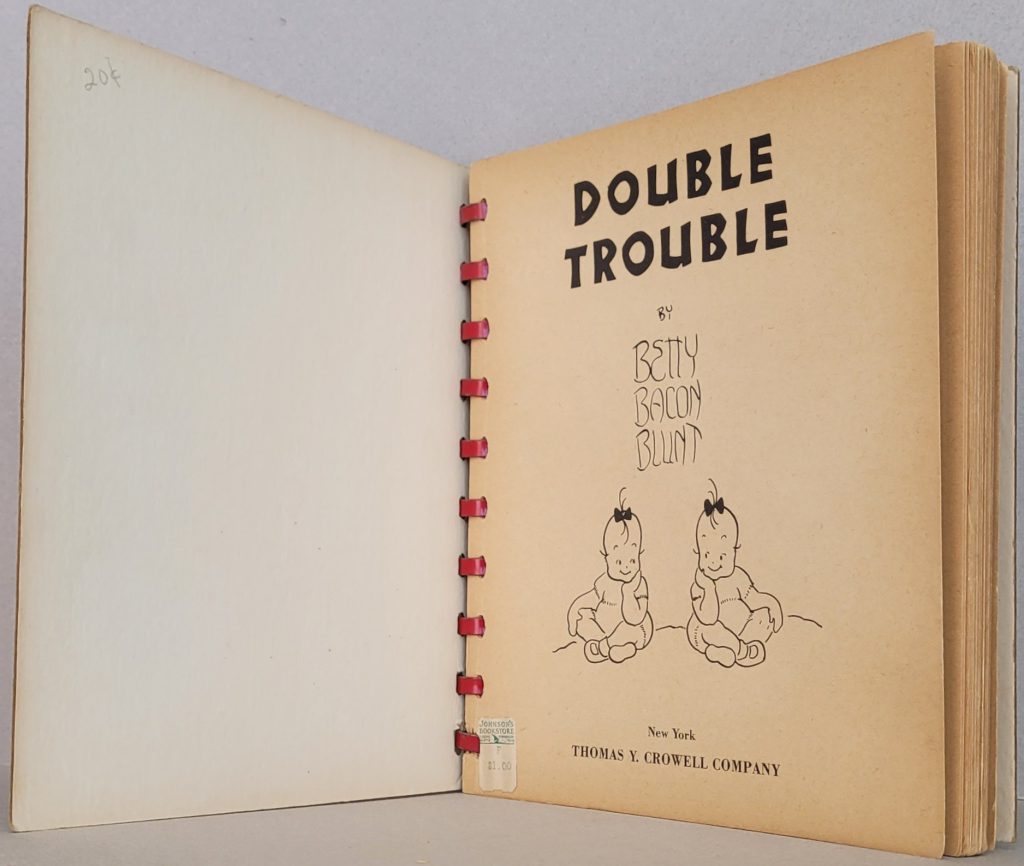 20¢
DOUBLE
TROUBLE
BY
BETTY
BACON
BLUNT
New York
THOMAS Y. CROWELL COMPANY
JOHNSON'S
BOOKSTORE
F
$1.00